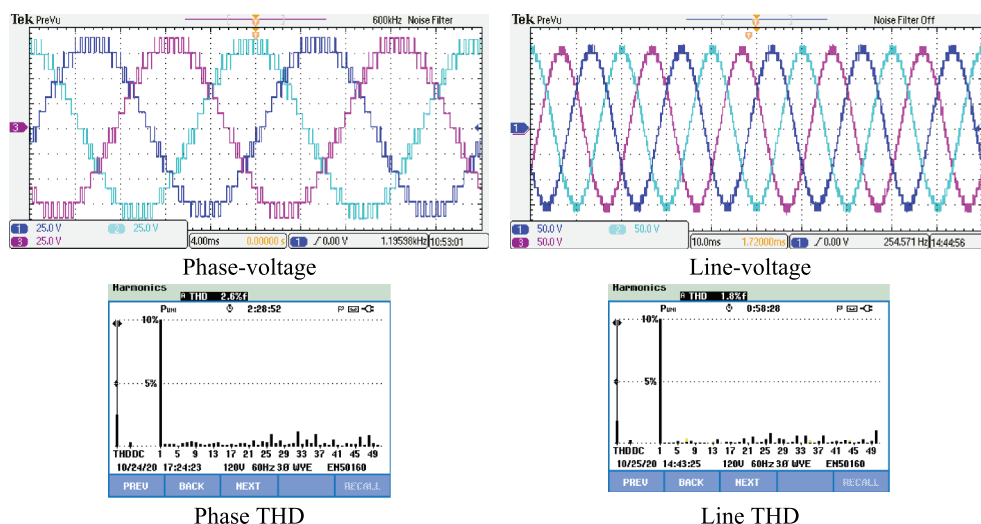 Tek PreVu 600kHz Noise Filter
3
1 25.0 V 2 25.0 V
3 25.0 V
4.00ms 0.00000 s 1 0.00 V 1.19538kHz 10:53:01
Phase-voltage
Tek PreVu Noise Filter Off
1
1 50.0 V 2 50.0 V
3 50.0 V
10.0ms 1.72000ms 1 0.00 V 254.571 Hz 14:44:56
Line-voltage
Harmonics
A THD 2.6%f
PUNI 2:28:52
10%
5%
THDDC 1 5 9 13 17 21 25 29 33 37 41 45 49
10/24/20 17:24:23 120V 60Hz 3Ø WYE EN50160
PREV BACK NEXT RECALL
Phase THD
Harmonics
A THD 1.8%f
PUNI 0:58:28
10%
5%
THDDC 1 5 9 13 17 21 25 29 33 37 41 45 49
10/25/20 14:43:25 120V 60Hz 3Ø WYE EN50160
PREV BACK NEXT RECALL
Line THD